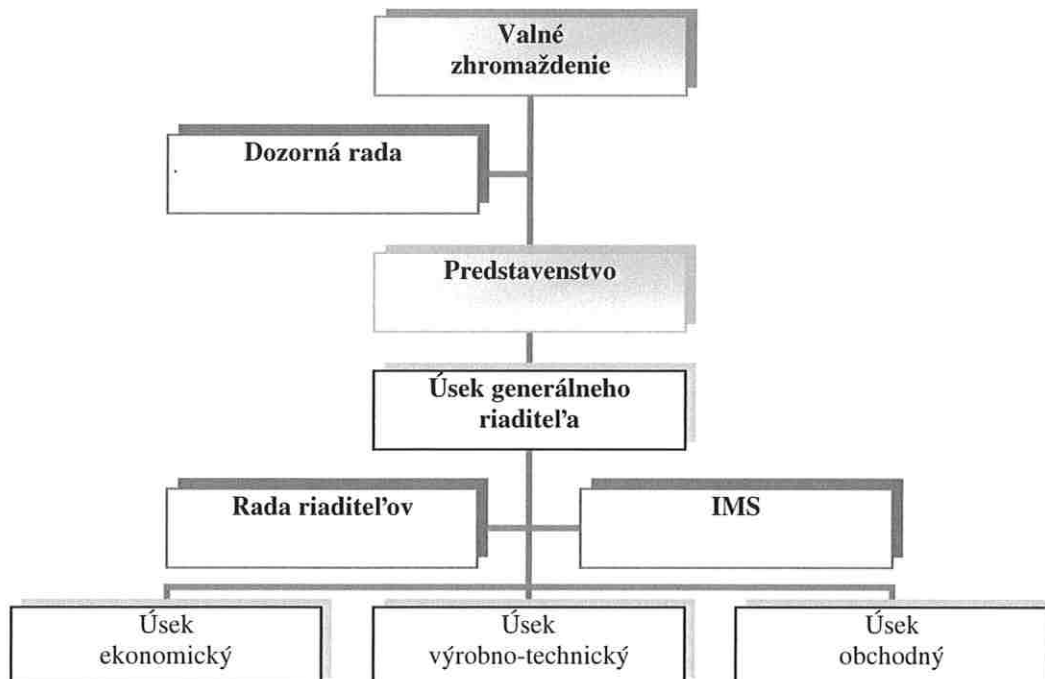 Valné
zhromaždenie
Dozorná rada
Predstavenstvo
Úsek generálneho
riaditeľa
Rada riaditeľov
IMS
Úsek
ekonomický
Úsek
výrobno-technický
Úsek
obchodný